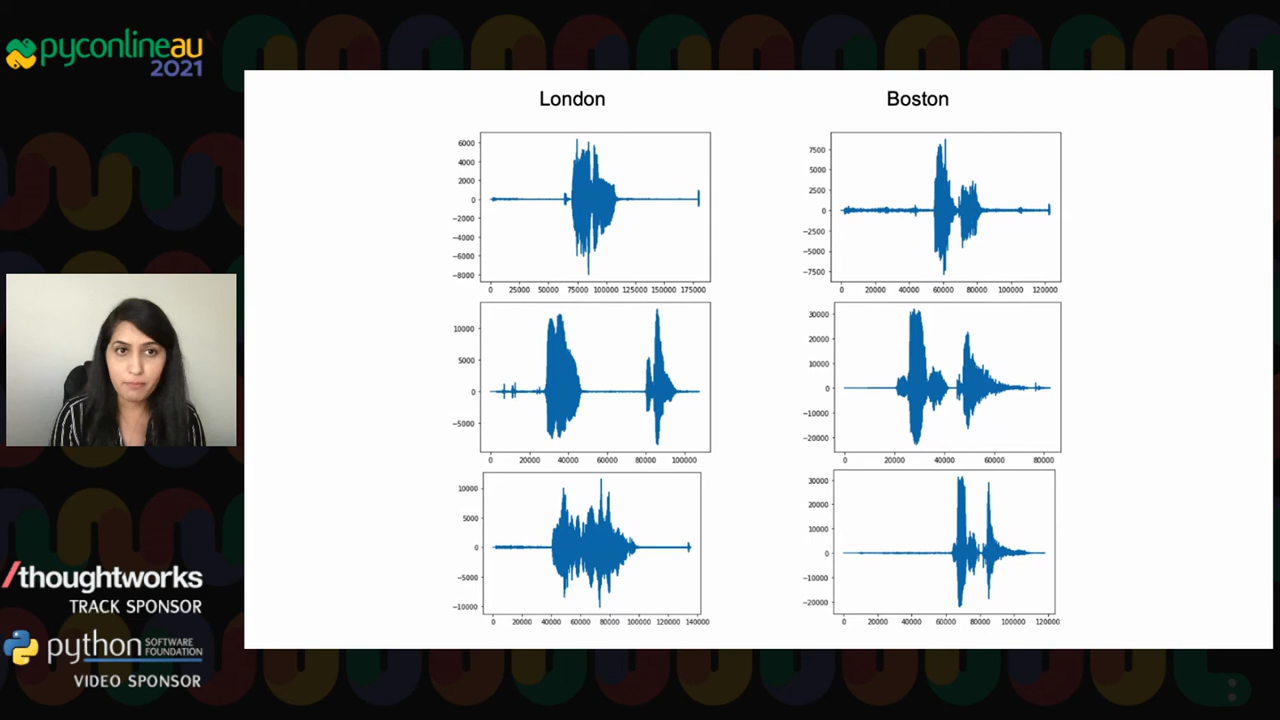 pyconlineau
2021
London
Boston
6000
4000
2000
0
−2000
−4000
−6000
−8000
0 25000 50000 75000 100000 125000 150000 175000
7500
5000
2500
0
−2500
−5000
−7500
0 20000 40000 60000 80000 100000 120000
10000
5000
0
−5000
0 20000 40000 60000 80000 100000
30000
20000
10000
0
−10000
−20000
0 20000 40000 60000 80000
10000
5000
0
−5000
−10000
0 20000 40000 60000 80000 100000 120000 140000
30000
20000
10000
0
−10000
−20000
0 20000 40000 60000 80000 100000 120000
/thoughtworks
TRACK SPONSOR
python SOFTWARE
FOUNDATION
VIDEO SPONSOR